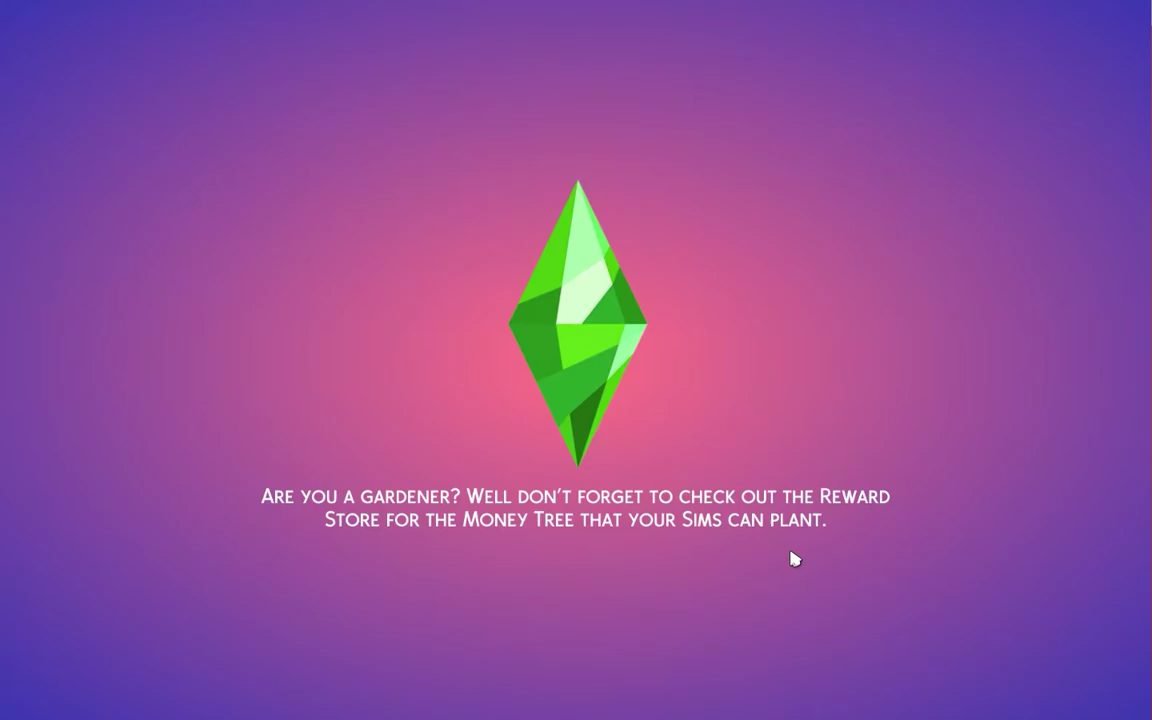 Are you a gardener? Well don't forget to check out the Reward
Store for the Money Tree that your Sims can plant.